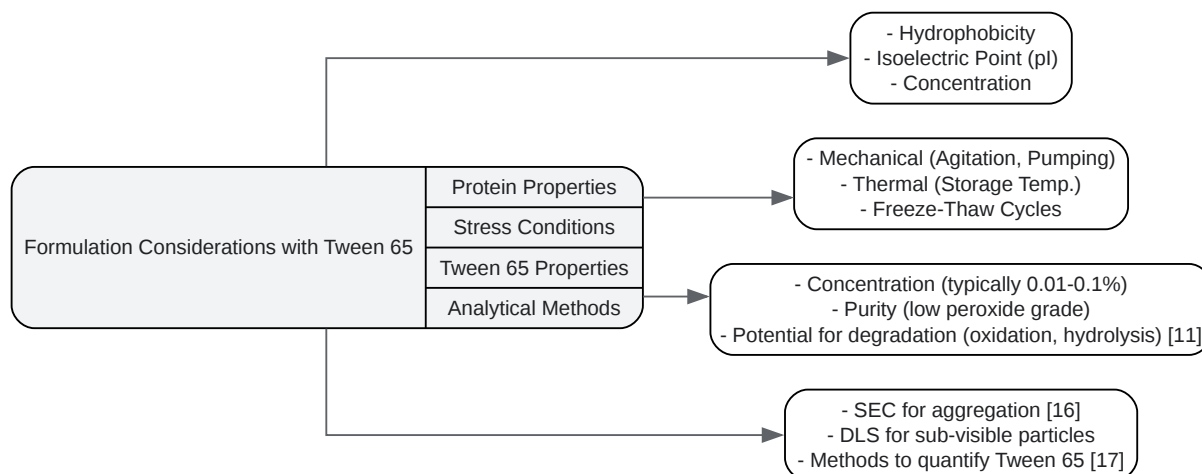 - Hydrophobicity
- Isoelectric Point (pI)
- Concentration
Formulation Considerations with Tween 65
Protein Properties
Stress Conditions
Tween 65 Properties
Analytical Methods
- Mechanical (Agitation, Pumping)
- Thermal (Storage Temp.)
- Freeze-Thaw Cycles
- Concentration (typically 0.01-0.1%)
- Purity (low peroxide grade)
- Potential for degradation (oxidation, hydrolysis) [11]
- SEC for aggregation [16]
- DLS for sub-visible particles
- Methods to quantify Tween 65 [17]